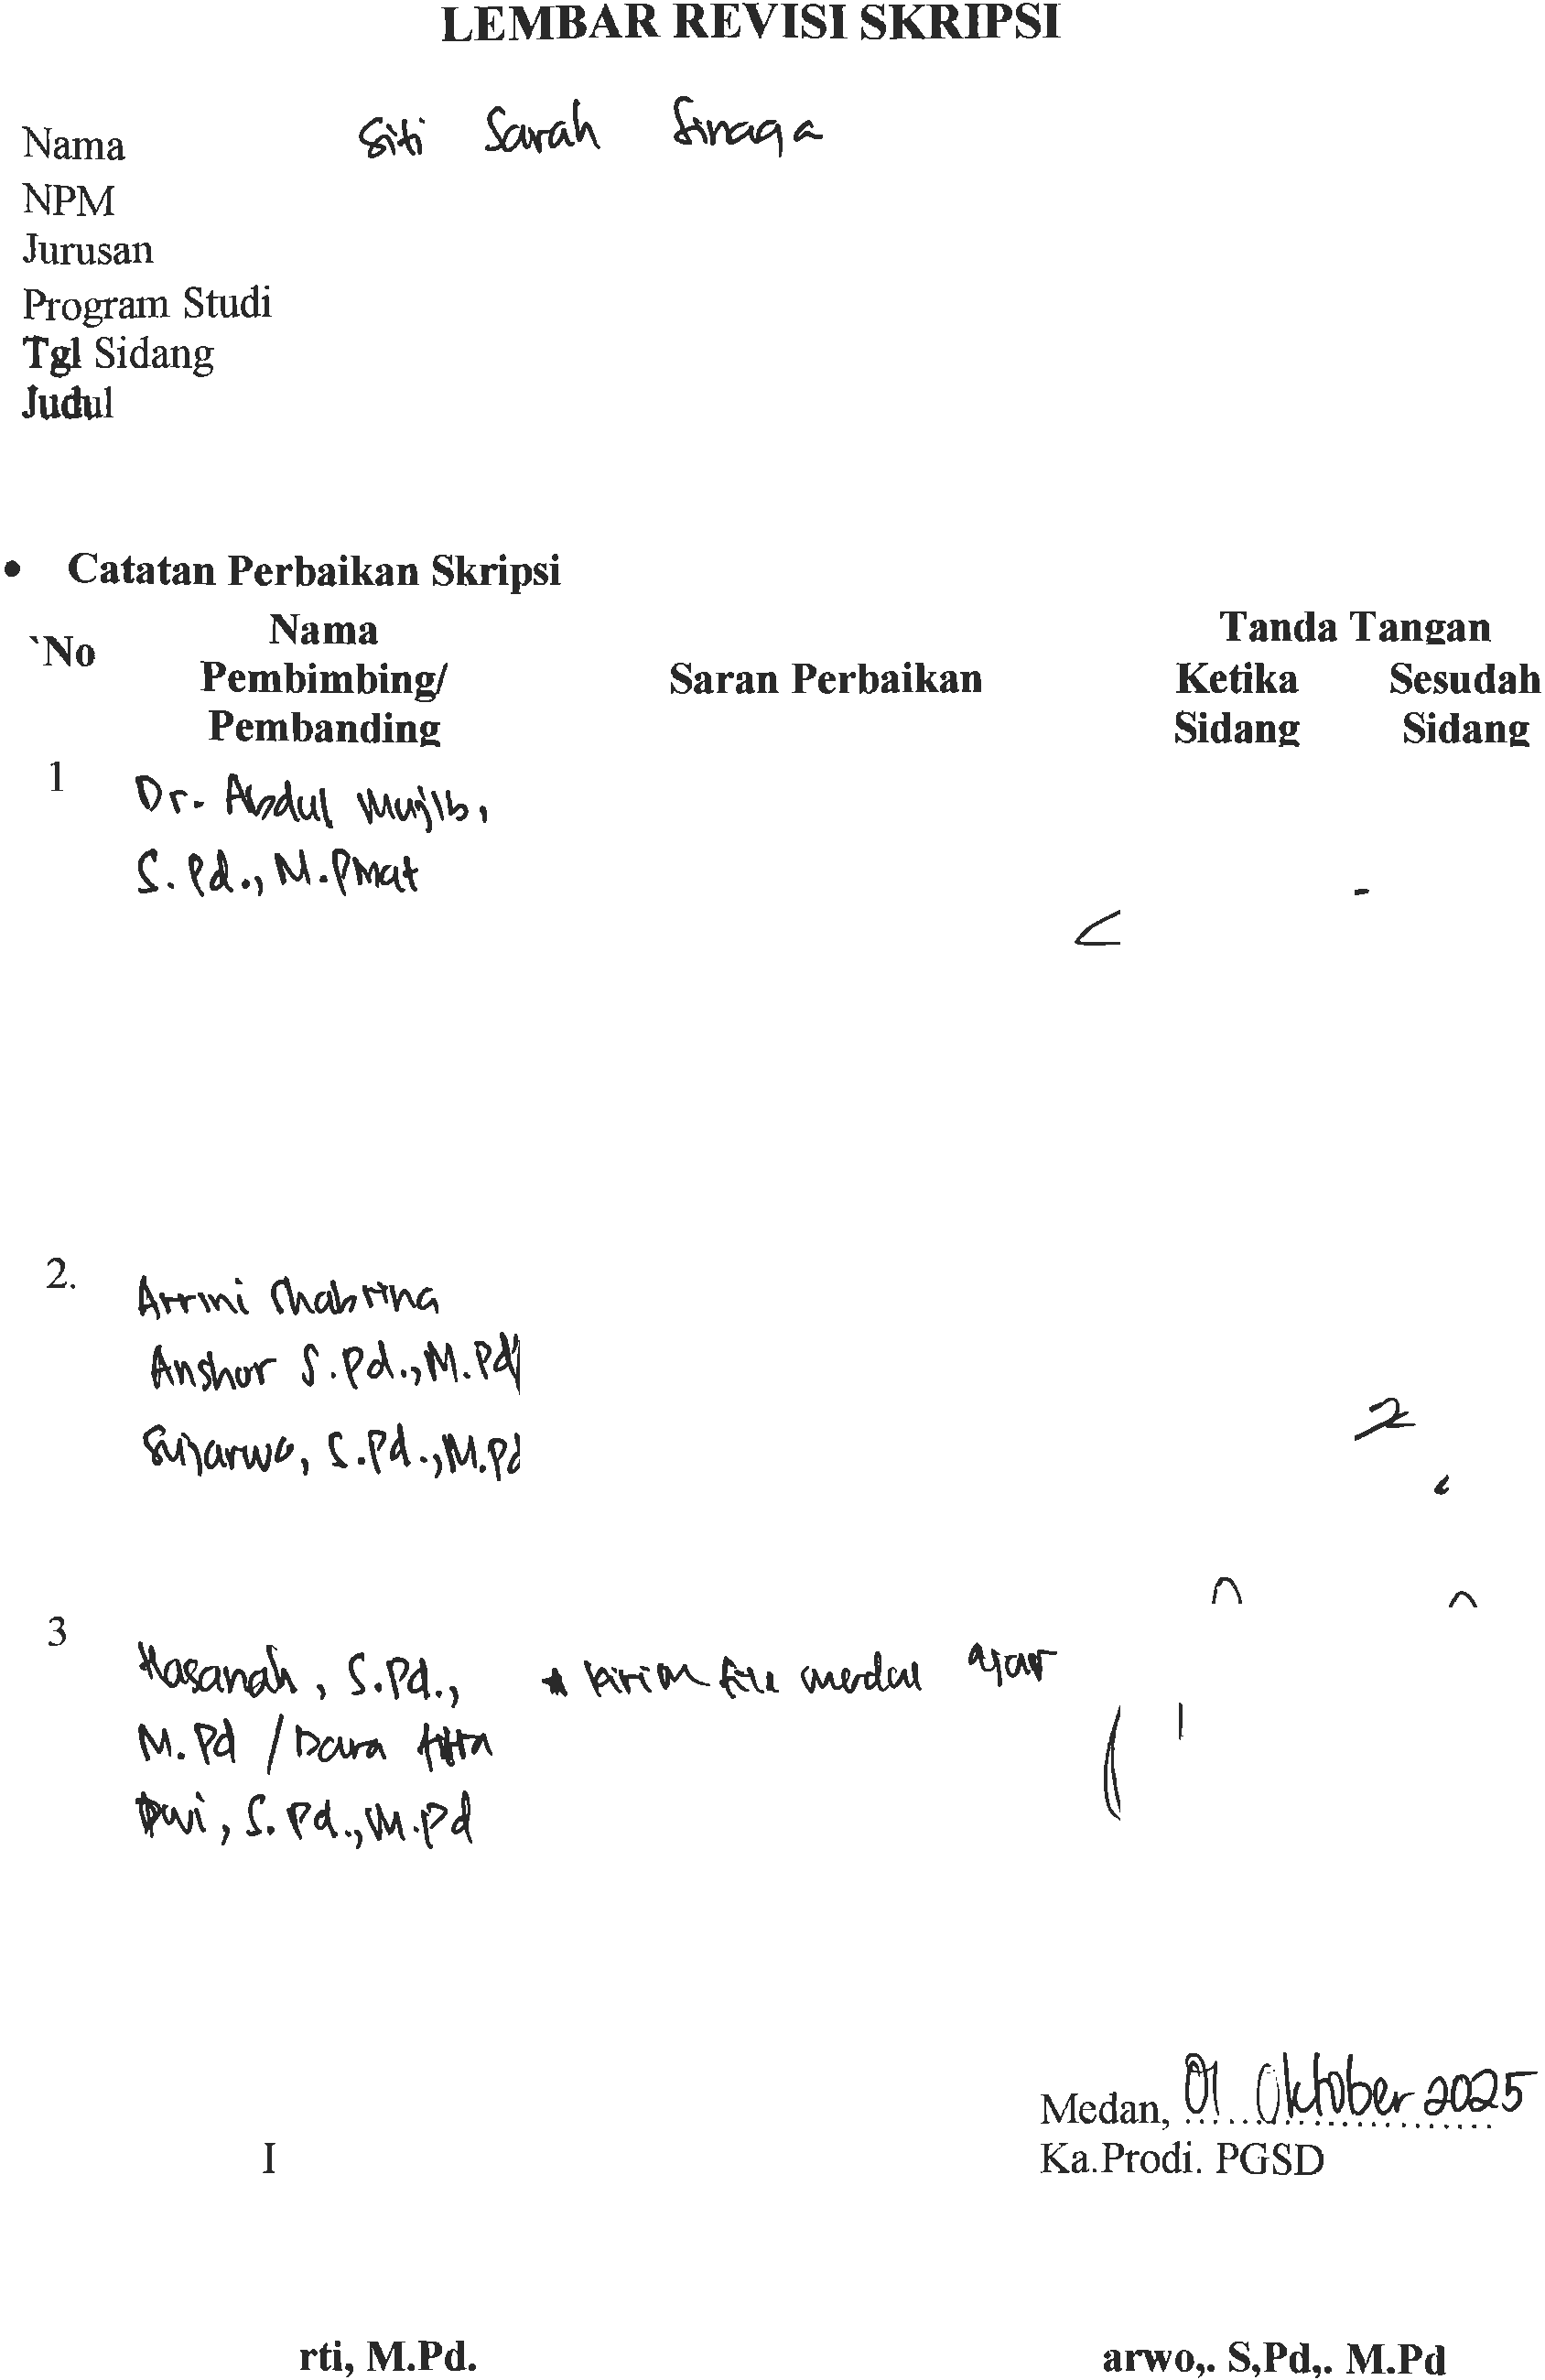 LEMBAR REVISI SKRIPSI
Nama Siti Sarah Sinaga
NPM
Jurusan
Program Studi
Tgl Sidang
Judul
• Catatan Perbaikan Skripsi
`No Nama Pembimbing/ Pembanding Saran Perbaikan Tanda Tangan
Ketika Sidang Sesudah Sidang
1 Dr. Abdul Mujib,
S.Pd., M.PMat
2. Arrini Shabrina
Anshor S.Pd., M.Pd
Sujarwo, S.Pd., M.Pd
3 Hasanah, S.Pd., * kirim file modul ajar
M.Pd / Dara
Dwi, S.Pd., M.Pd
Medan, 01 Oktober 2025
I Ka.Prodi. PGSD
rti, M.Pd. arwo,. S,Pd,. M.Pd